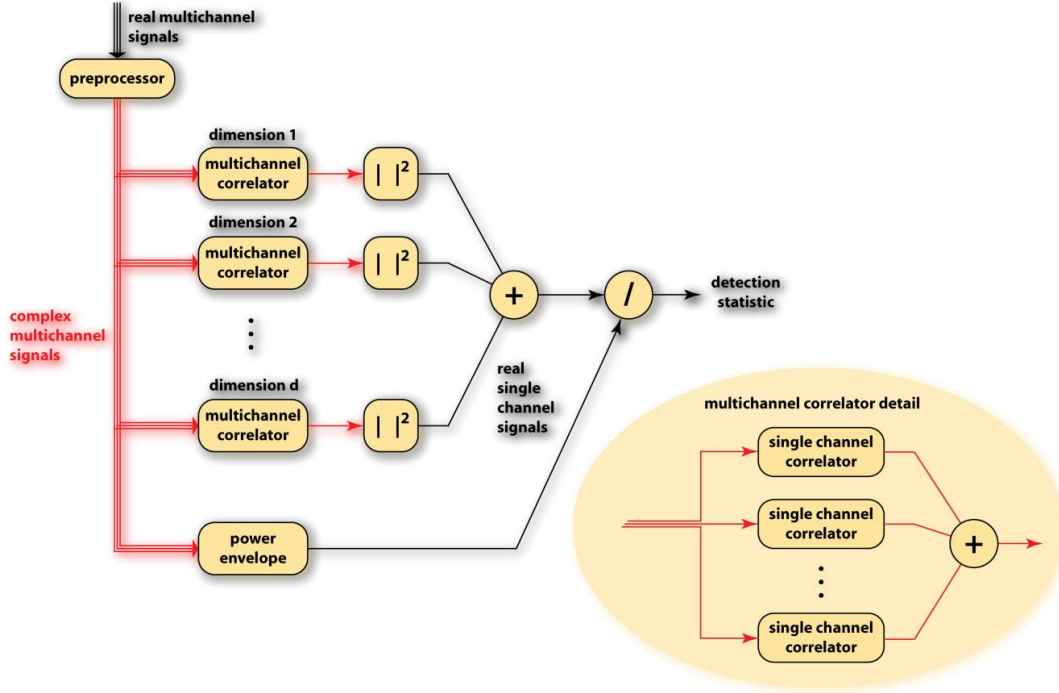 real multichannel
signals
preprocessor
dimension 1
multichannel
correlator
| |²
dimension 2
multichannel
correlator
| |²
complex
multichannel
signals
+
/
detection
statistic
dimension d
multichannel
correlator
| |²
real
single
channel
signals
power
envelope
multichannel correlator detail
single channel
correlator
single channel
correlator
+
single channel
correlator